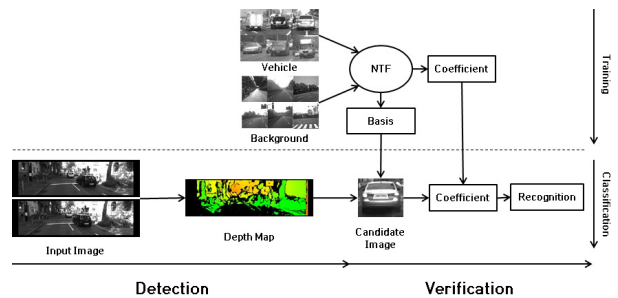 Vehicle
NTF
Coefficient
Training
Basis
Background
Coefficient
Recognition
Classification
Input Image
Depth Map
Candidate
Image
Detection
Verification